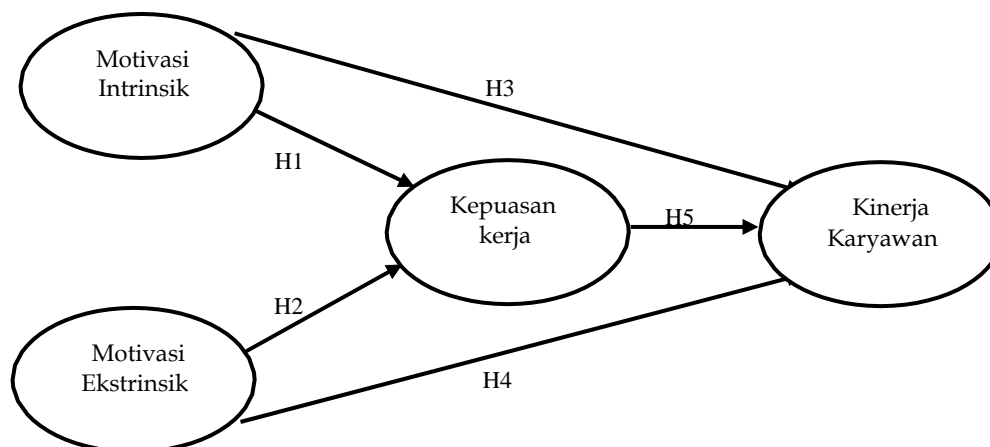 Motivasi
Intrinsik
H3
H1
Kepuasan
kerja
H5
Kinerja
Karyawan
H2
Motivasi
Ekstrinsik
H4